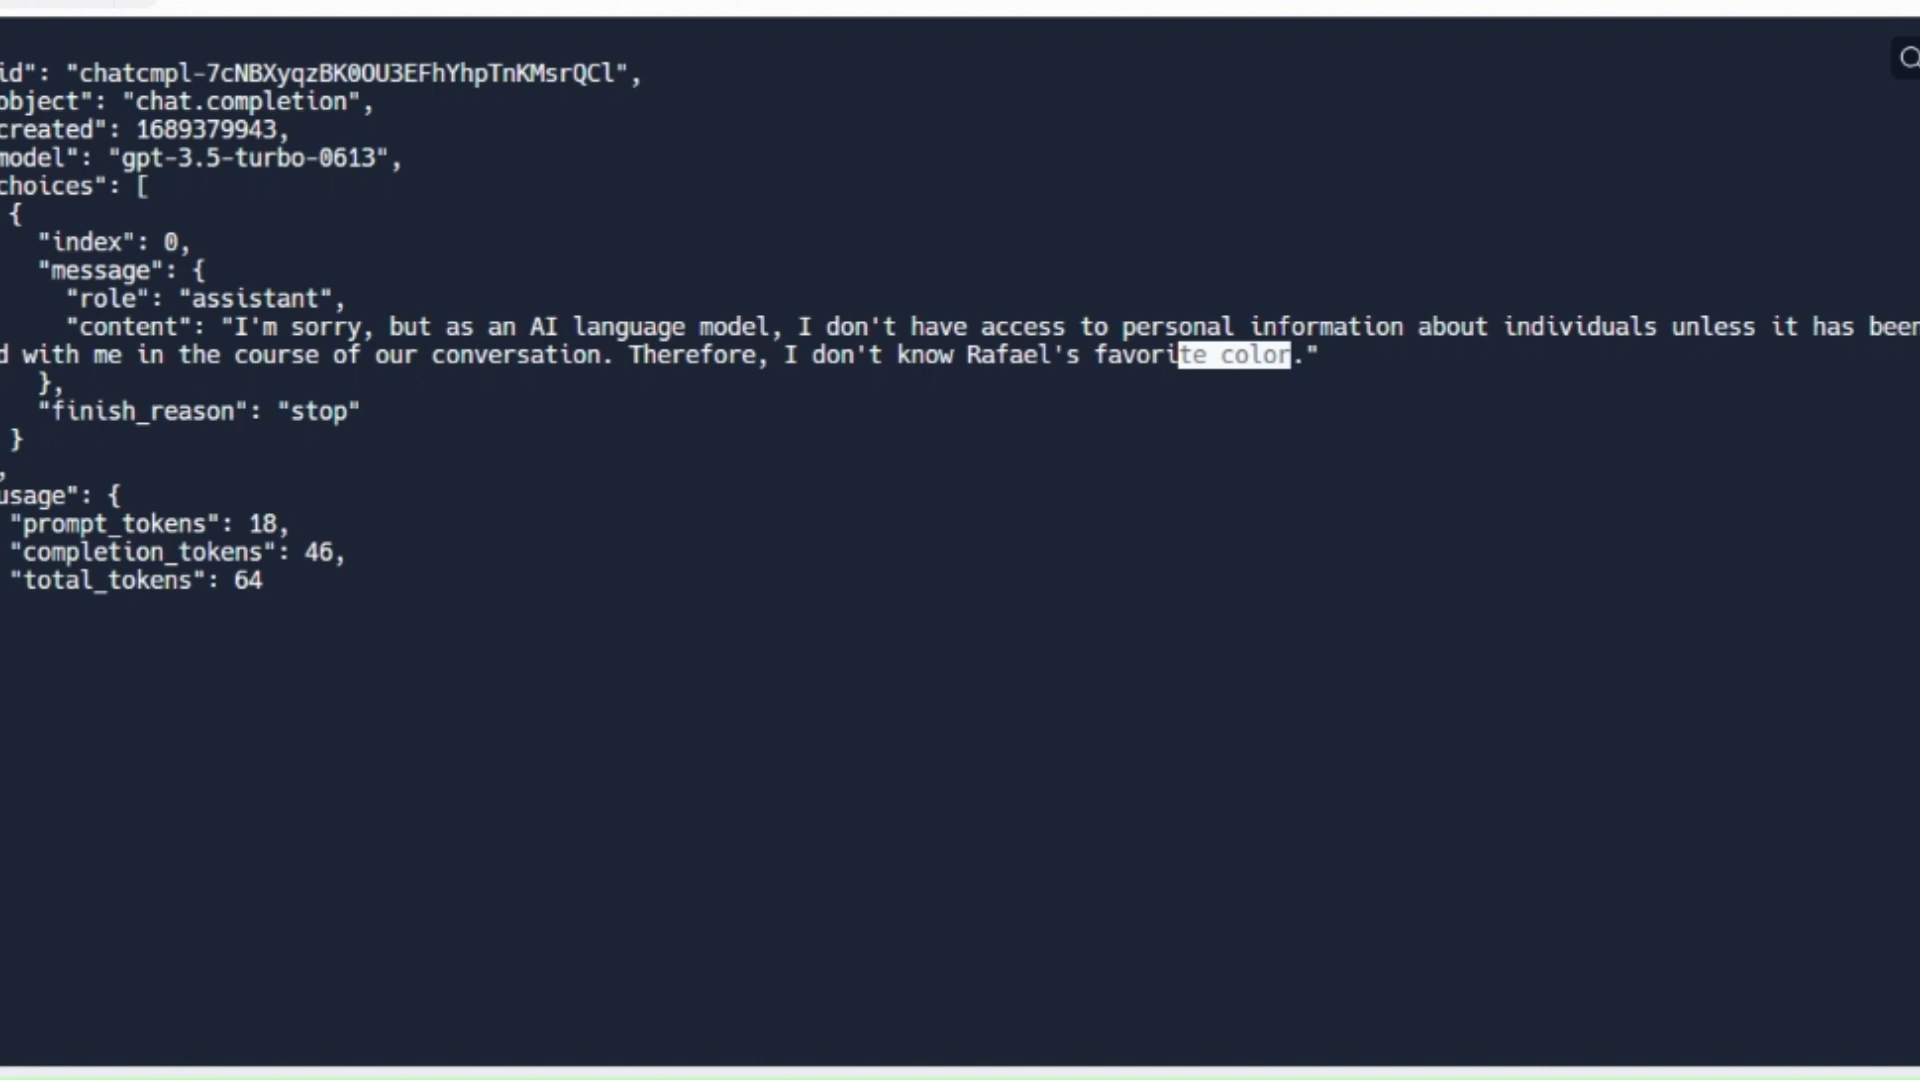 id": "chatcmpl-7cNBXyqzBK0OU3EFhYhpTnKMsrQCl",
object": "chat.completion",
created": 1689379943,
model": "gpt-3.5-turbo-0613",
choices": [
{
"index": 0,
"message": {
"role": "assistant",
"content": "I'm sorry, but as an AI language model, I don't have access to personal information about individuals unless it has been
d with me in the course of our conversation. Therefore, I don't know Rafael's favorite color."
},
"finish_reason": "stop"
}
,
usage": {
"prompt_tokens": 18,
"completion_tokens": 46,
"total_tokens": 64